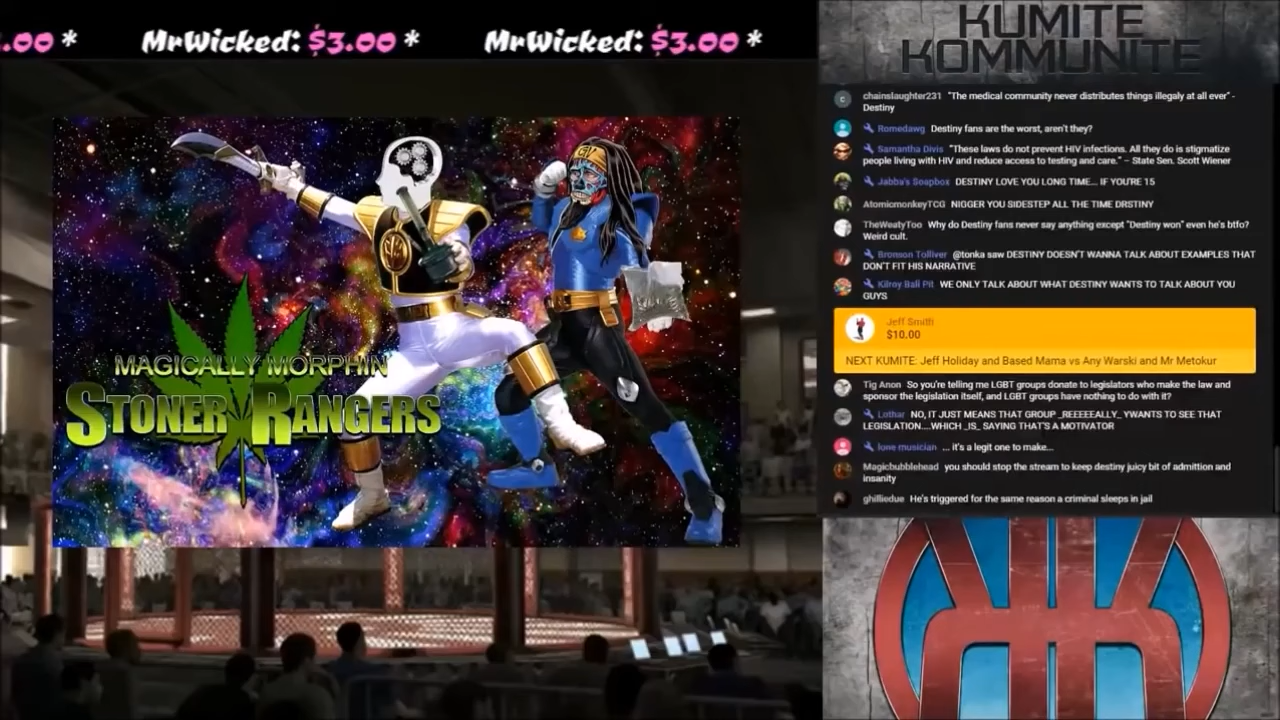 .00 * MrWicked: $3.00 * MrWicked: $3.00 *
KUMITE
KOMMUNITE
MAGICALLY MORPHIN
STONER RANGERS
chainslaughter231 "The medical community never distributes things illegaly at all ever" -
Destiny
Romedawg Destiny fans are the worst, aren't they?
Samantha Divis "These laws do not prevent HIV infections. All they do is stigmatize
people living with HIV and reduce access to testing and care." – State Sen. Scott Wiener
Jabba's Soapbox DESTINY LOVE YOU LONG TIME... IF YOU'RE 15
AtomicmonkeyTCG NIGGER YOU SIDESTEP ALL THE TIME DRSTINY
TheWeatyToo Why do Destiny fans never say anything except "Destiny won" even he's btfo?
Weird cult.
Bronson Tolliver @tonka saw DESTINY DOESN'T WANNA TALK ABOUT EXAMPLES THAT
DON'T FIT HIS NARRATIVE
Kilroy Bali Pit WE ONLY TALK ABOUT WHAT DESTINY WANTS TO TALK ABOUT YOU
GUYS
Jeff Smith
$10.00
NEXT KUMITE: Jeff Holiday and Based Mama vs Any Warski and Mr Metokur
Tig Anon So you're telling me LGBT groups donate to legislators who make the law and
sponsor the legislation itself, and LGBT groups have nothing to do with it?
Lothar NO, IT JUST MEANS THAT GROUP _REEEEEALLY_ YWANTS TO SEE THAT
LEGISLATION....WHICH _IS_ SAYING THAT'S A MOTIVATOR
lone musician ... it's a legit one to make...
Magicbubblehead you should stop the stream to keep destiny juicy bit of admittion and
insanity
ghilliedue He's triggered for the same reason a criminal sleeps in jail